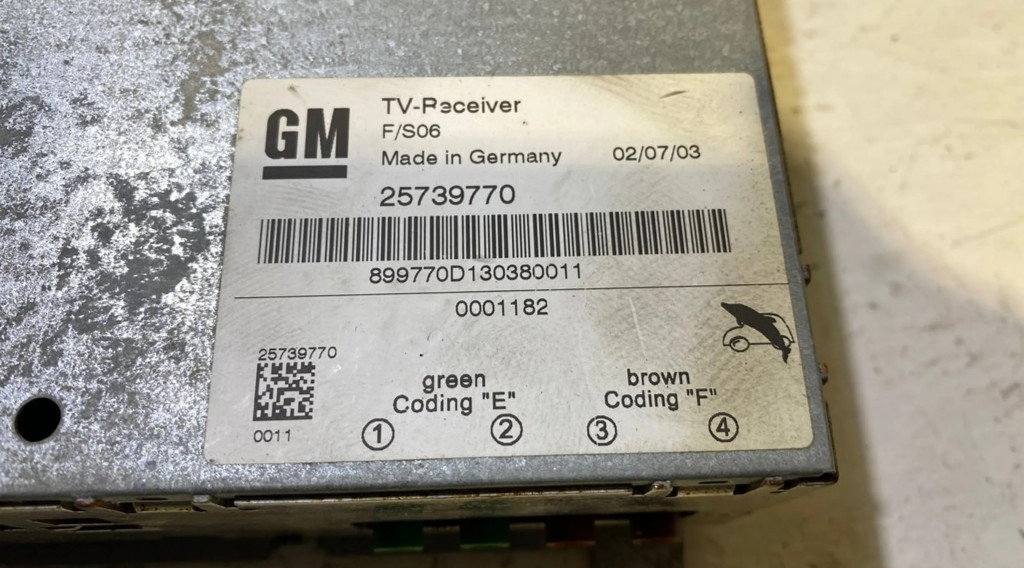 GM
TV-Receiver
F/S06
Made in Germany 02/07/03
25739770
899770D130380011
0001182
25739770
0011
green
Coding "E"
brown
Coding "F"
① ② ③ ④